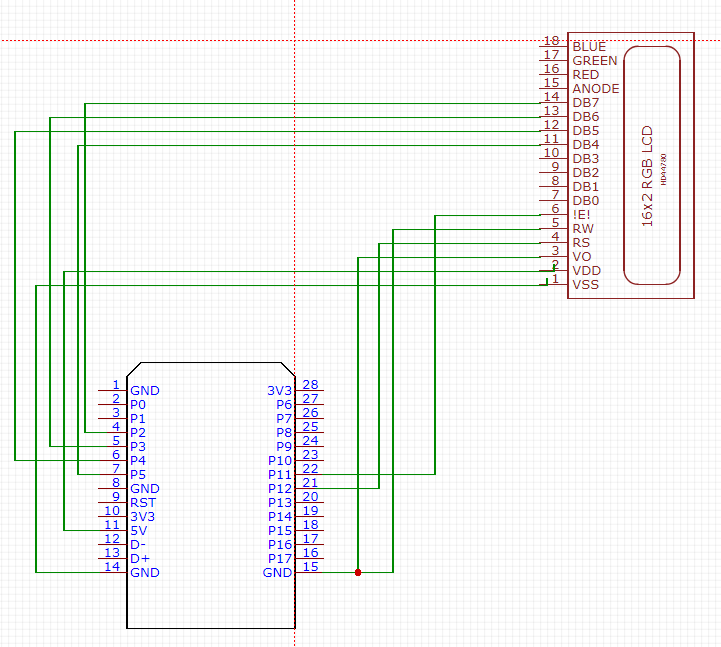 18 BLUE
17 GREEN
16 RED
15 ANODE
14 DB7
13 DB6
12 DB5
11 DB4
10 DB3
9 DB2
8 DB1
7 DB0
6 !E!
5 RW
4 RS
3 VO
2 VDD
1 VSS
16x2 RGB LCD
HD44780
1 GND 3V3 28
2 P0 P6 27
3 P1 P7 26
4 P2 P8 25
5 P3 P9 24
6 P4 P10 23
7 P5 P11 22
8 GND P12 21
9 RST P13 20
10 3V3 P14 19
11 5V P15 18
12 D- P16 17
13 D+ P17 16
14 GND GND 15